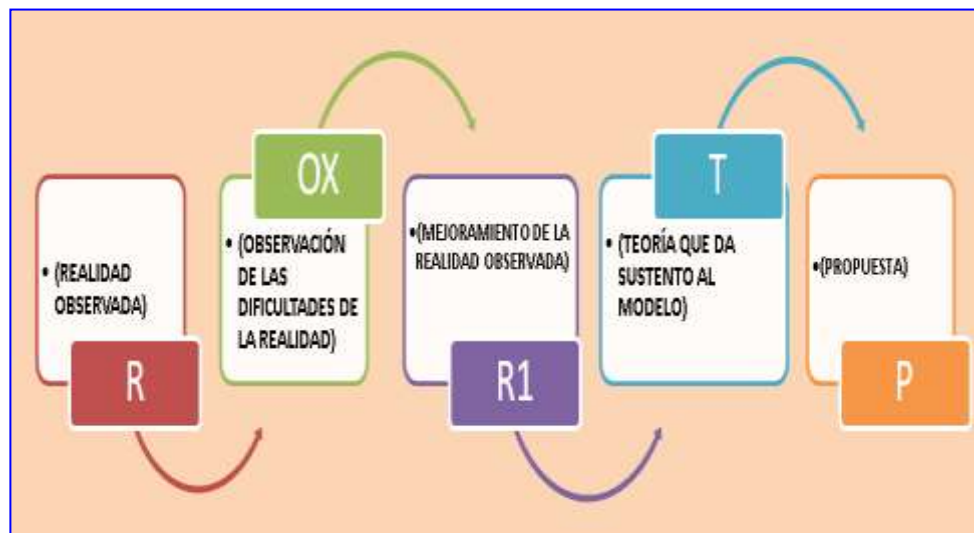 • (REALIDAD
OBSERVADA)
R
OX
• (OBSERVACIÓN
DE LAS
DIFICULTADES DE
LA REALIDAD)
•(MEJORAMIENTO DE LA
REALIDAD OBSERVADA)
R1
T
• (TEORÍA QUE DA
SUSTENTO AL
MODELO)
•(PROPUESTA)
P